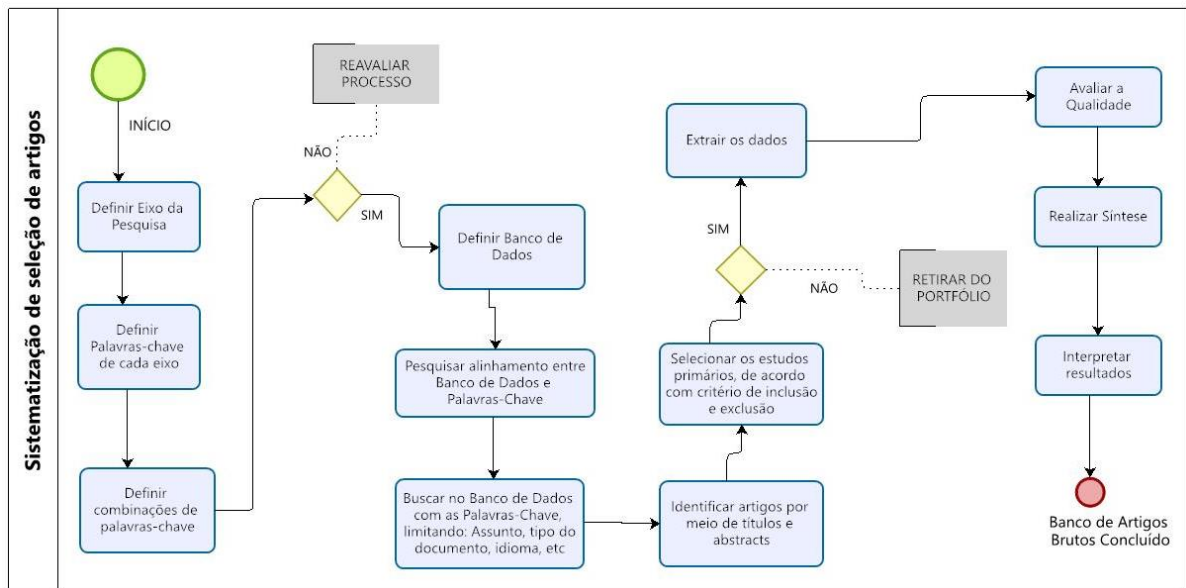 Sistematização de seleção de artigos
INÍCIO
Definir Eixo da
Pesquisa
Definir
Palavras-chave
de cada eixo
Definir
combinações de
palavras-chave
REAVALIAR
PROCESSO
NÃO
SIM
Definir Banco de
Dados
Pesquisar alinhamento entre
Banco de Dados e
Palavras-Chave
Buscar no Banco de Dados
com as Palavras-Chave,
limitando: Assunto, tipo do
documento, idioma, etc
Identificar artigos por
meio de títulos e
abstracts
Selecionar os estudos
primários, de acordo
com critério de inclusão
e exclusão
SIM
NÃO
RETIRAR DO
PORTFÓLIO
Extrair os dados
Avaliar a
Qualidade
Realizar Síntese
Interpretar
resultados
Banco de Artigos
Brutos Concluído